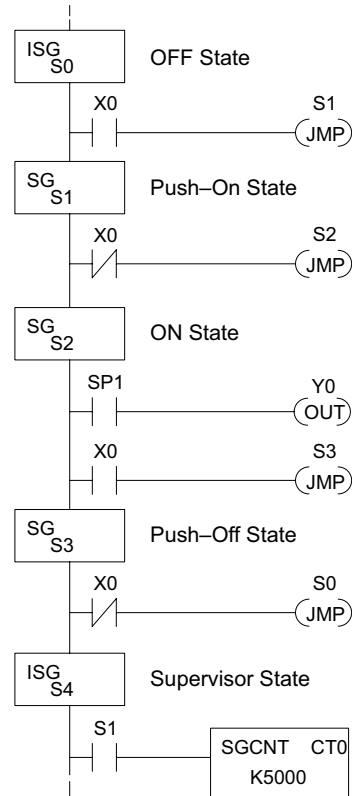 ISG
S0
OFF State
X0
S1
JMP
SG
S1
Push–On State
X0
S2
JMP
SG
S2
ON State
SP1
Y0
OUT
X0
S3
JMP
SG
S3
Push–Off State
X0
S0
JMP
ISG
S4
Supervisor State
S1
SGCNT CT0
K5000